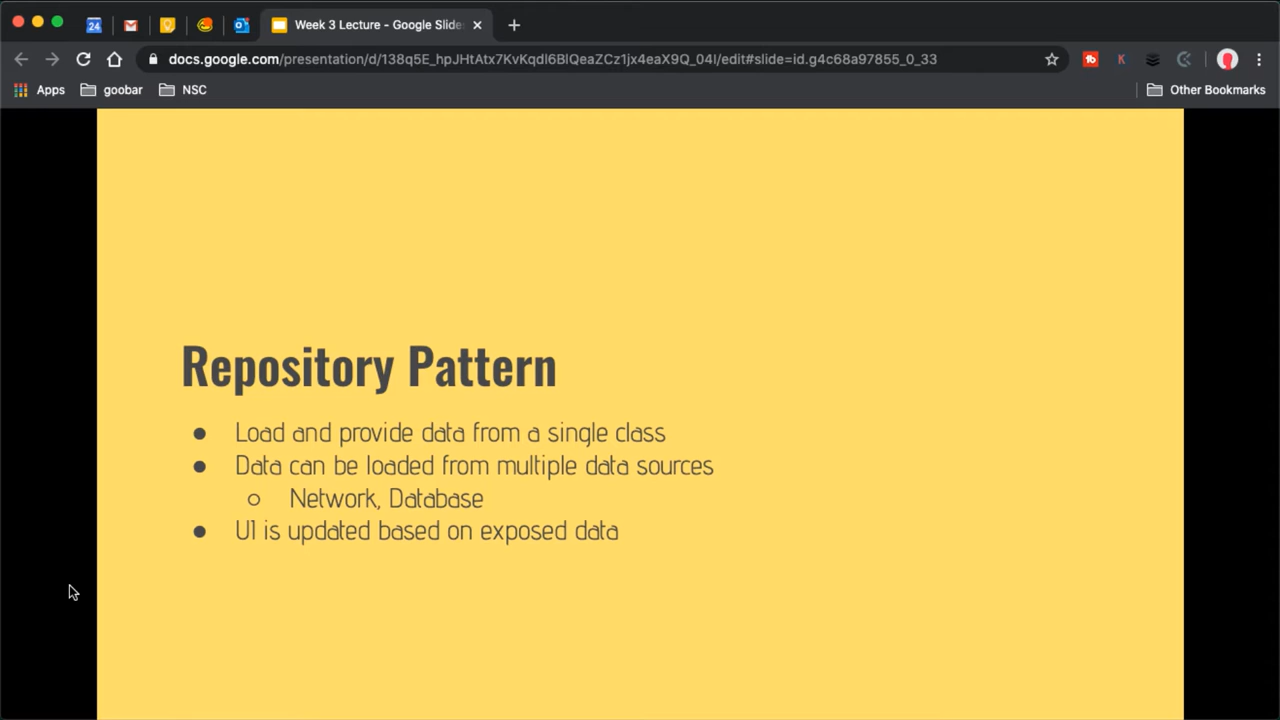 24
Week 3 Lecture - Google Slide
docs.google.com/presentation/d/138q5E_hpJHtAtx7KvKqdl6BlQeaZCz1jx4eaX9Q_04I/edit#slide=id.g4c68a97855_0_33
K
Apps
goobar
NSC
Other Bookmarks
Repository Pattern
● Load and provide data from a single class
● Data can be loaded from multiple data sources
○ Network, Database
● UI is updated based on exposed data